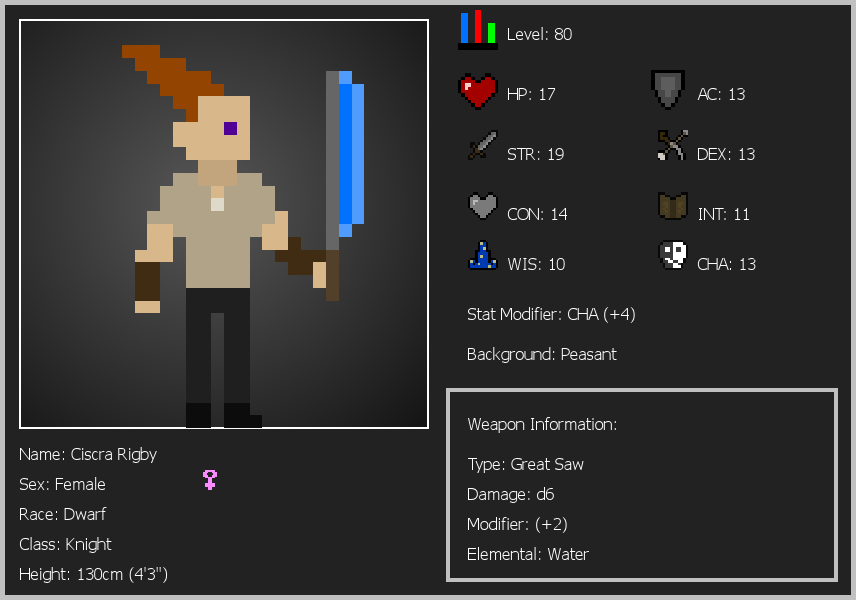 Level: 80
HP: 17
AC: 13
STR: 19
DEX: 13
CON: 14
INT: 11
WIS: 10
CHA: 13
Stat Modifier: CHA (+4)
Background: Peasant
Weapon Information:
Type: Great Saw
Damage: d6
Modifier: (+2)
Elemental: Water
Name: Ciscra Rigby
Sex: Female
Race: Dwarf
Class: Knight
Height: 130cm (4'3")